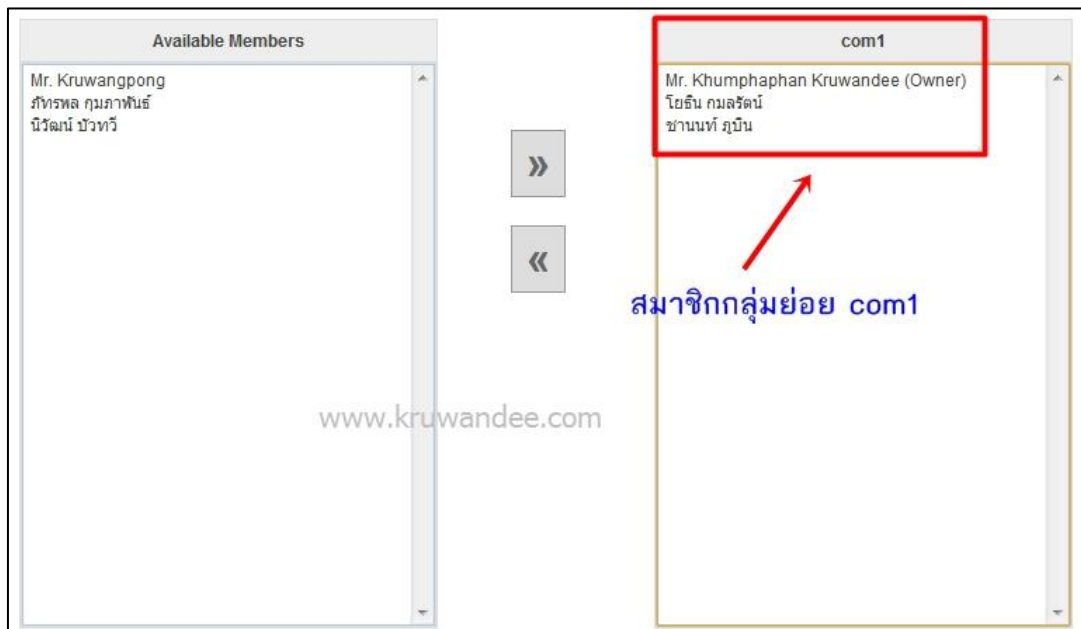 Available Members
Mr. Kruwangpong
ภัทรพล กุมภาพันธ์
นิวัฒน์ บัวทวี
»
«
com1
Mr. Khumphaphan Kruwandee (Owner)
โยธิน กมลรัตน์
ชานนท์ ภูบิน
สมาชิกกลุ่มย่อย com1
www.kruwandee.com